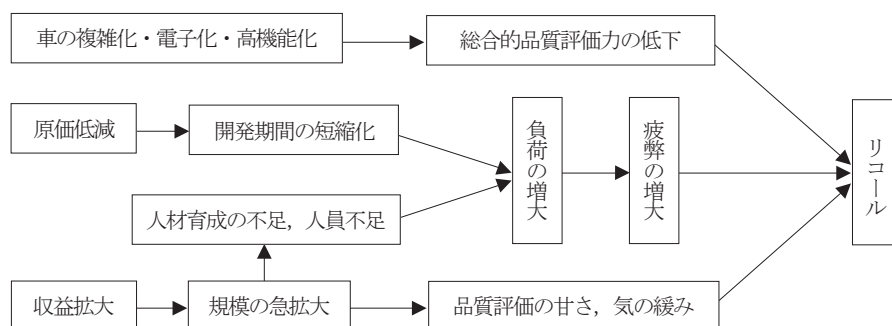 車の複雑化・電子化・高機能化
総合的品質評価力の低下
原価低減
開発期間の短縮化
負荷の増大
疲弊の増大
リコール
人材育成の不足，人員不足
収益拡大
規模の急拡大
品質評価の甘さ，気の緩み